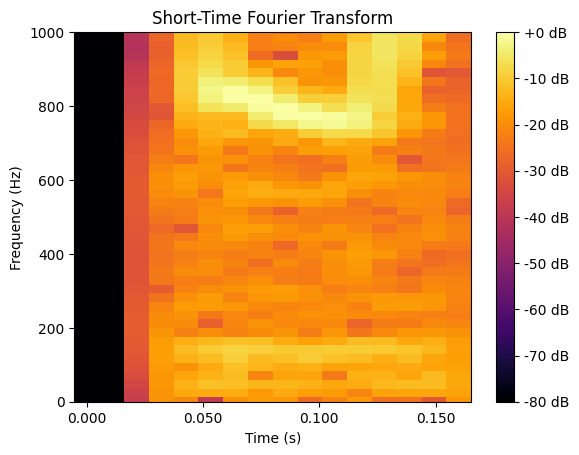 Short-Time Fourier Transform
1000
800
600
400
200
0
Frequency (Hz)
0.000
0.050
0.100
0.150
Time (s)
+0 dB
-10 dB
-20 dB
-30 dB
-40 dB
-50 dB
-60 dB
-70 dB
-80 dB